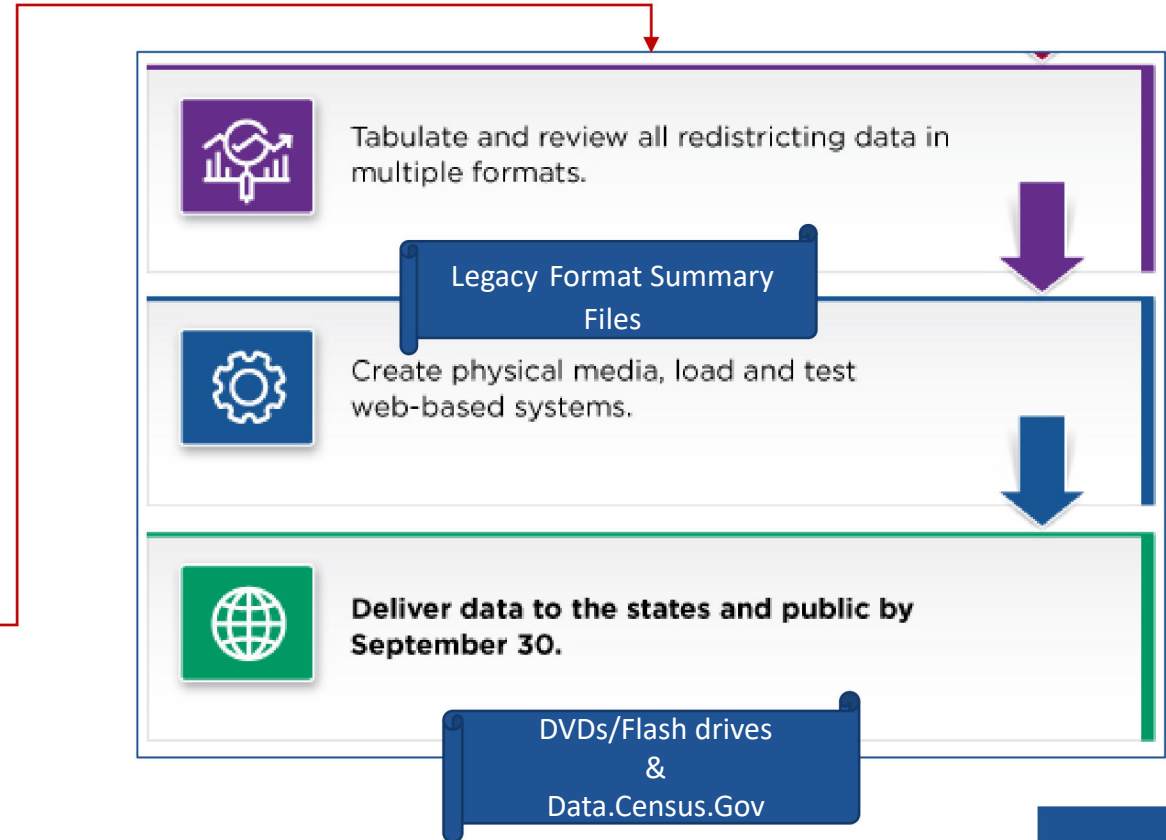 Tabulate and review all redistricting data in
multiple formats.
Legacy Format Summary
Files
Create physical media, load and test
web-based systems.
Deliver data to the states and public by
September 30.
DVDs/Flash drives
&
Data.Census.Gov